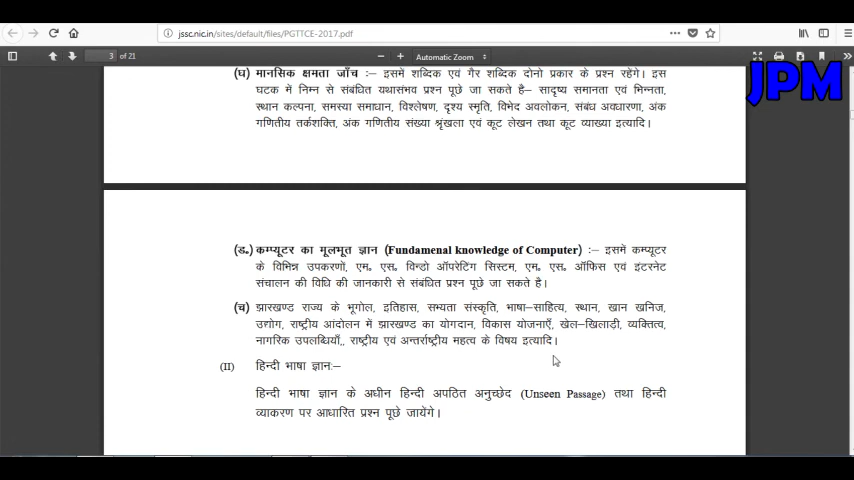 jssc.nic.in/sites/default/files/PGTTCE-2017.pdf
3 of 21
Automatic Zoom
JPM
(घ) मानसिक क्षमता जाँच :– इसमें शब्दिक एवं गैर शब्दिक दोनो प्रकार के प्रश्न रहेंगे। इस
घटक में निम्न से संबंधित यथासंभव प्रश्न पूछे जा सकते है– सादृष्य समानता एवं भिन्नता,
स्थान कल्पना, समस्या समाधान, विश्लेषण, दृश्य स्मृति, विभेद अवलोकन, संबंध अवधारणा, अंक
गणितीय तर्कशक्ति, अंक गणितीय संख्या श्रृंखला एवं कूट लेखन तथा कूट व्याख्या इत्यादि।
(ड॰) कम्प्यूटर का मूलभूत ज्ञान (Fundamenal knowledge of Computer) :– इसमें कम्प्यूटर
के विभिन्न उपकरणों, एम॰ एस॰ विन्डो ऑपरेटिंग सिस्टम, एम॰ एस॰ ऑफिस एवं इंटरनेट
संचालन की विधि की जानकारी से संबंधित प्रश्न पूछे जा सकते है।
(च) झारखण्ड राज्य के भूगोल, इतिहास, सभ्यता संस्कृति, भाषा–साहित्य, स्थान, खान खनिज,
उद्योग, राष्ट्रीय आंदोलन में झारखण्ड का योगदान, विकास योजनाएँ, खेल–खिलाड़ी, व्यक्तित्व,
नागरिक उपलब्धियाँ,, राष्ट्रीय एवं अन्तर्राष्ट्रीय महत्व के विषय इत्यादि।
(II) हिन्दी भाषा ज्ञान:–
हिन्दी भाषा ज्ञान के अधीन हिन्दी अपठित अनुच्छेद (Unseen Passage) तथा हिन्दी
व्याकरण पर आधारित प्रश्न पूछे जायेंगे।